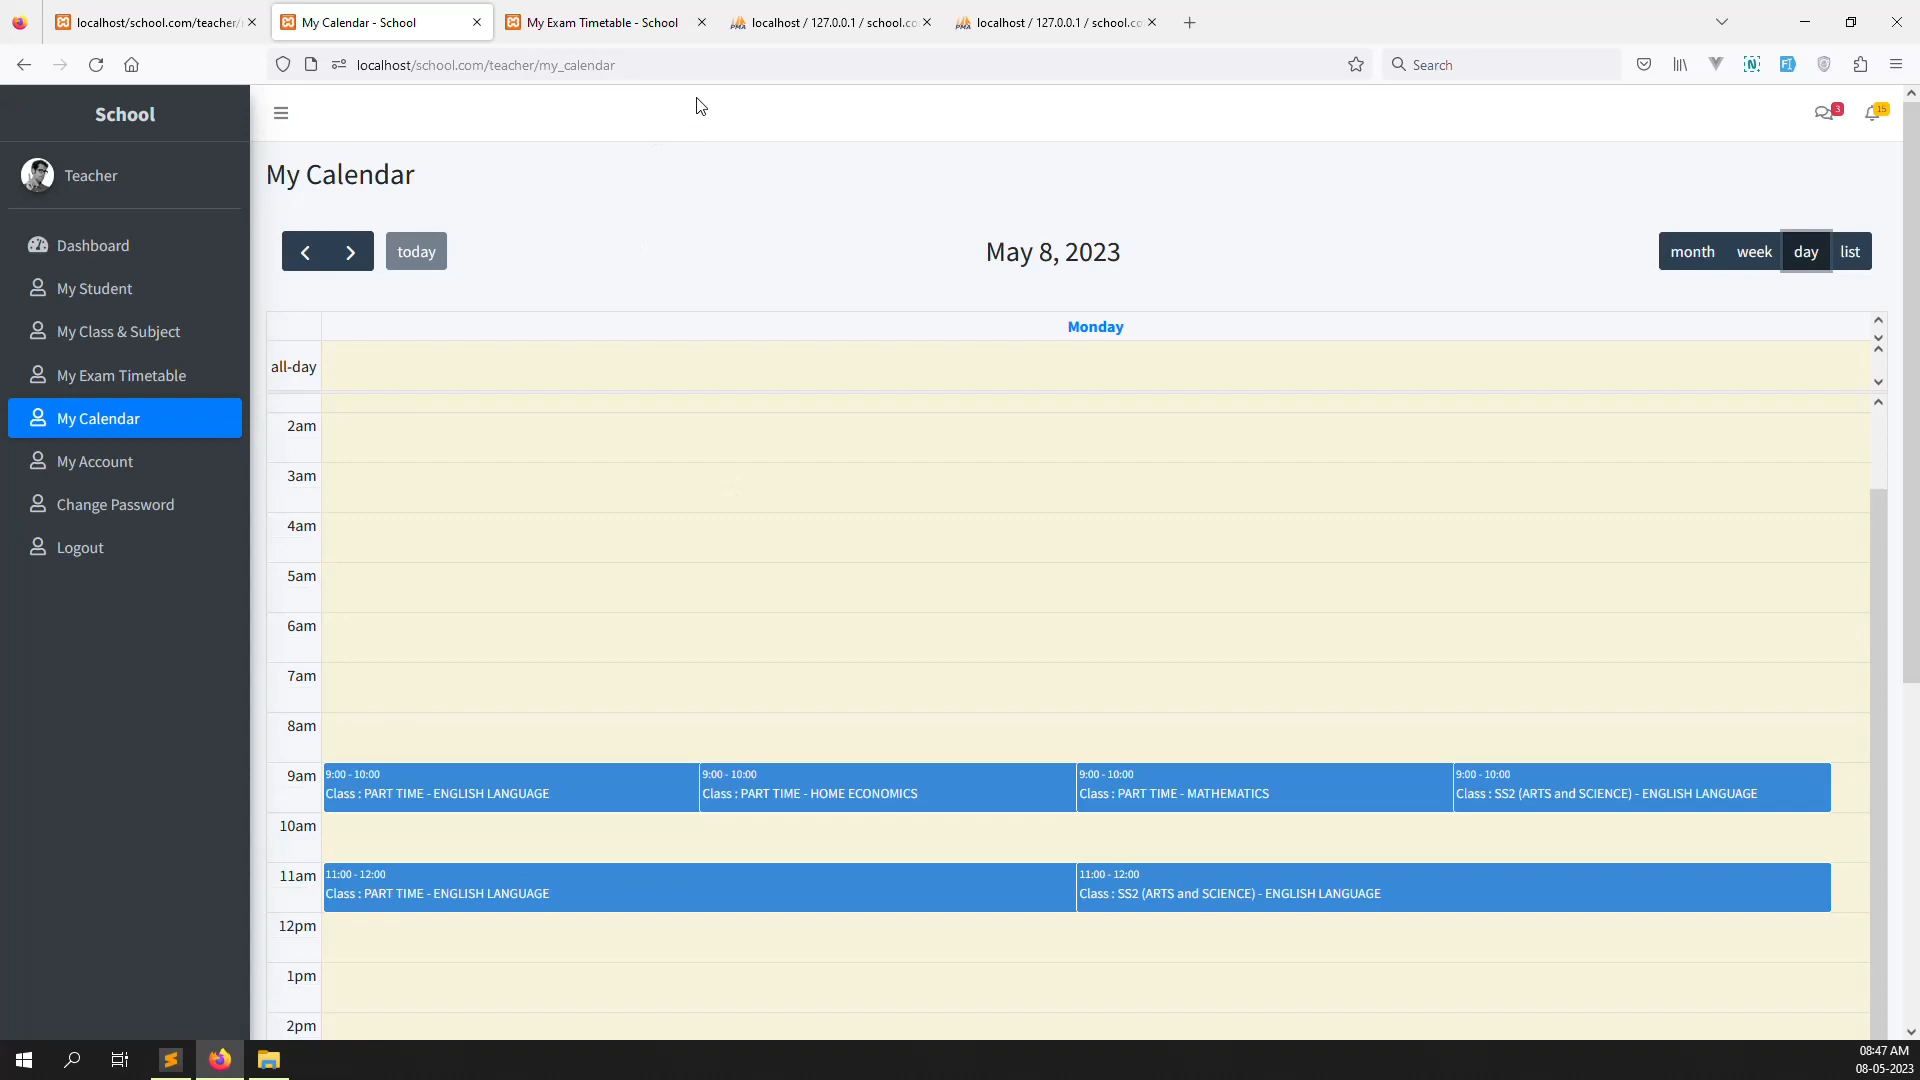 localhost/school.com/teacher/
My Calendar - School
My Exam Timetable - School
localhost / 127.0.0.1 / school.co
localhost / 127.0.0.1 / school.co
localhost/school.com/teacher/my_calendar
Search
School
3
15
Teacher
My Calendar
today
May 8, 2023
month
week
day
list
Dashboard
My Student
My Class & Subject
My Exam Timetable
My Calendar
My Account
Change Password
Logout
Monday
all-day
2am
3am
4am
5am
6am
7am
8am
9am
9:00 - 10:00
Class : PART TIME - ENGLISH LANGUAGE
9:00 - 10:00
Class : PART TIME - HOME ECONOMICS
9:00 - 10:00
Class : PART TIME - MATHEMATICS
9:00 - 10:00
Class : SS2 (ARTS and SCIENCE) - ENGLISH LANGUAGE
10am
11am
11:00 - 12:00
Class : PART TIME - ENGLISH LANGUAGE
11:00 - 12:00
Class : SS2 (ARTS and SCIENCE) - ENGLISH LANGUAGE
12pm
1pm
2pm
08:47 AM
08-05-2023